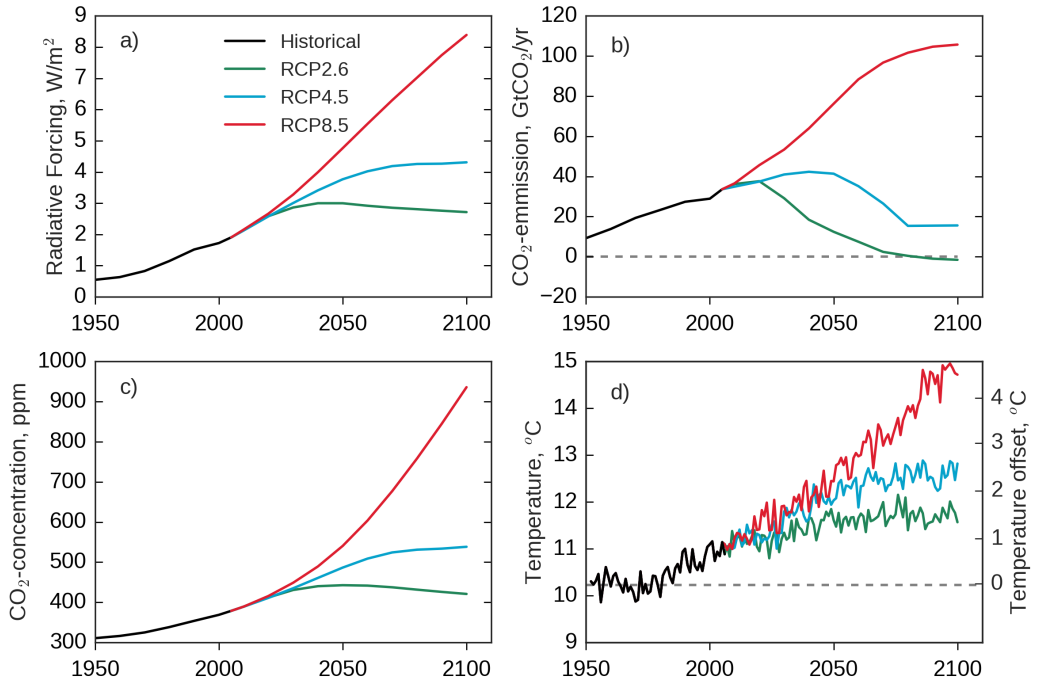 a)
Radiative Forcing, W/m²
9
8
7
6
5
4
3
2
1
0
1950 2000 2050 2100
Historical
RCP2.6
RCP4.5
RCP8.5
b)
CO₂-emmission, GtCO₂/yr
120
100
80
60
40
20
0
−20
1950 2000 2050 2100
c)
CO₂-concentration, ppm
1000
900
800
700
600
500
400
300
1950 2000 2050 2100
d)
Temperature, °C
15
14
13
12
11
10
9
1950 2000 2050 2100
Temperature offset, °C
4
3
2
1
0